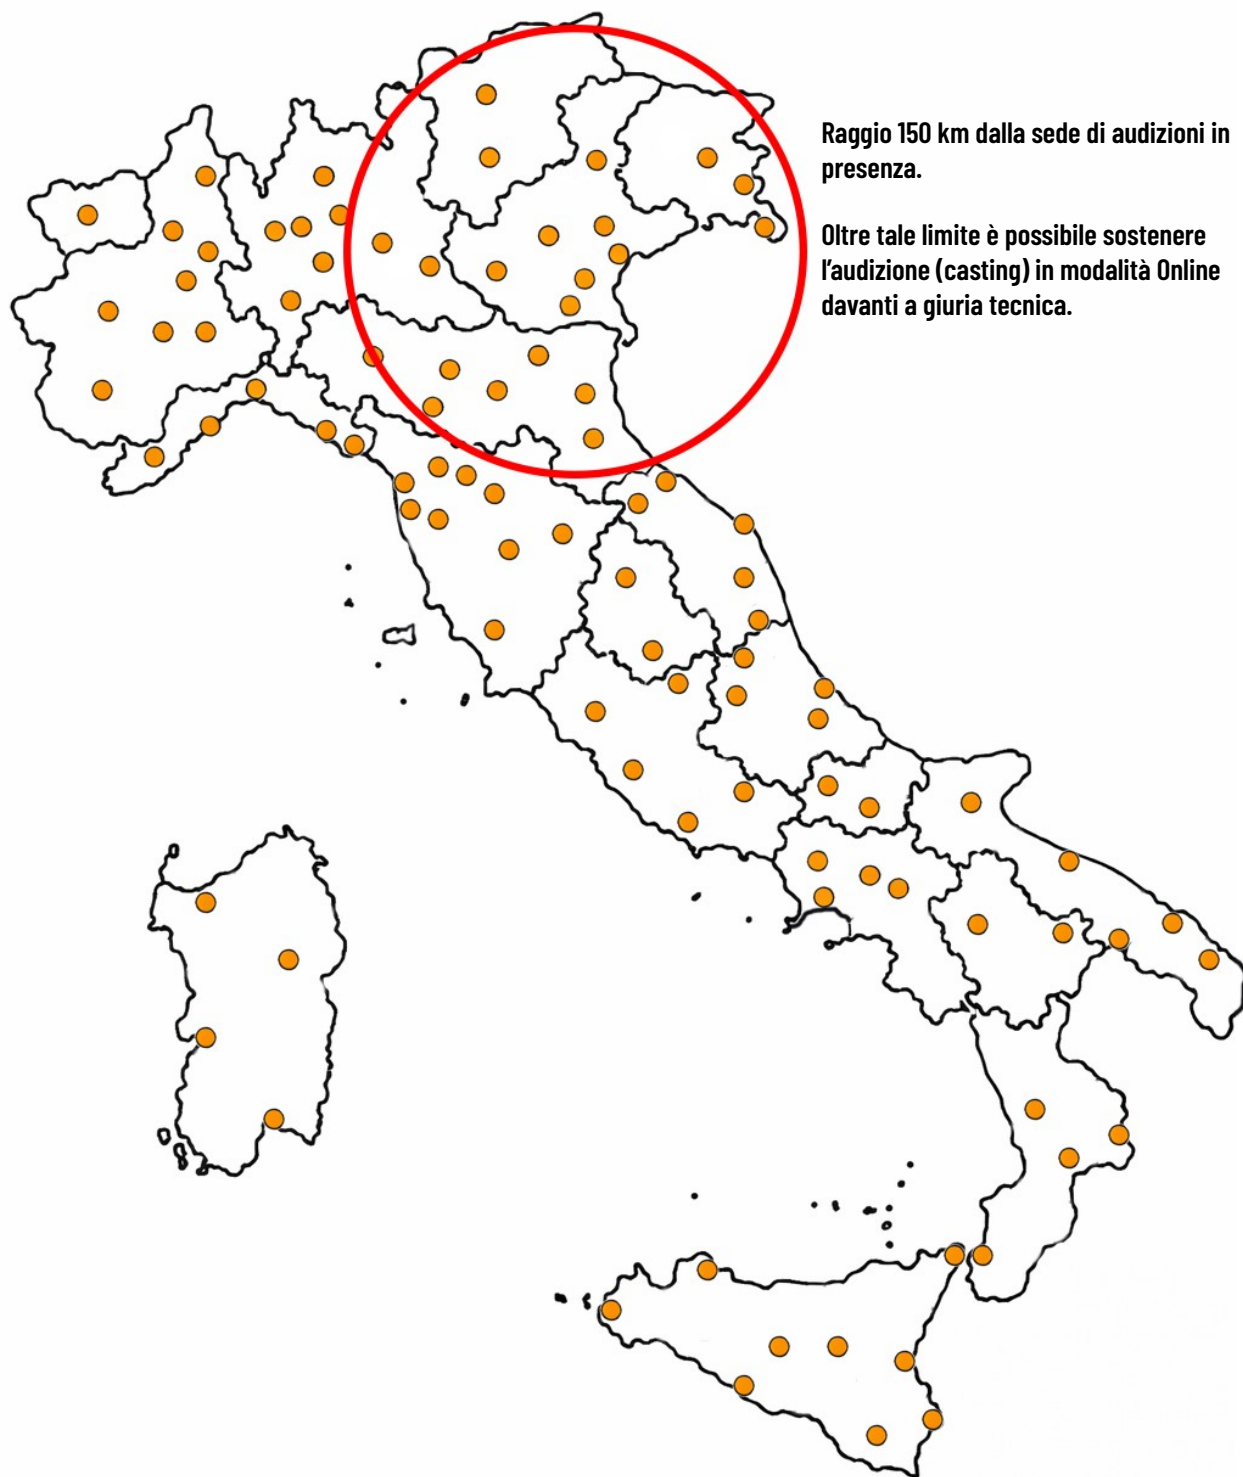 Raggio 150 km dalla sede di audizioni in
presenza.
Oltre tale limite è possibile sostenere
l'audizione (casting) in modalità Online
davanti a giuria tecnica.